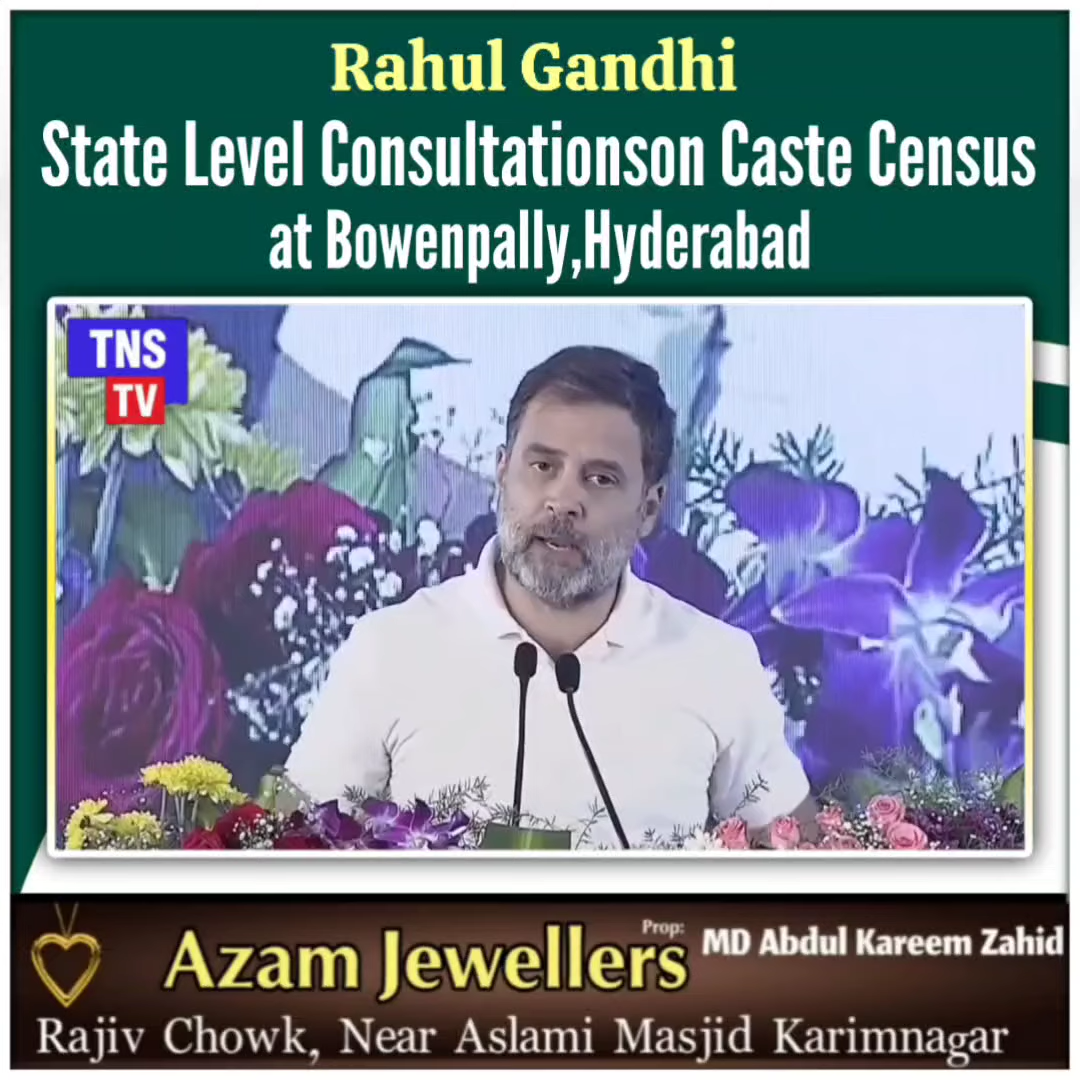 Rahul Gandhi
State Level Consultationson Caste Census
at Bowenpally,Hyderabad
TNS
TV
Azam Jewellers
Prop:
MD Abdul Kareem Zahid
Rajiv Chowk, Near Aslami Masjid Karimnagar